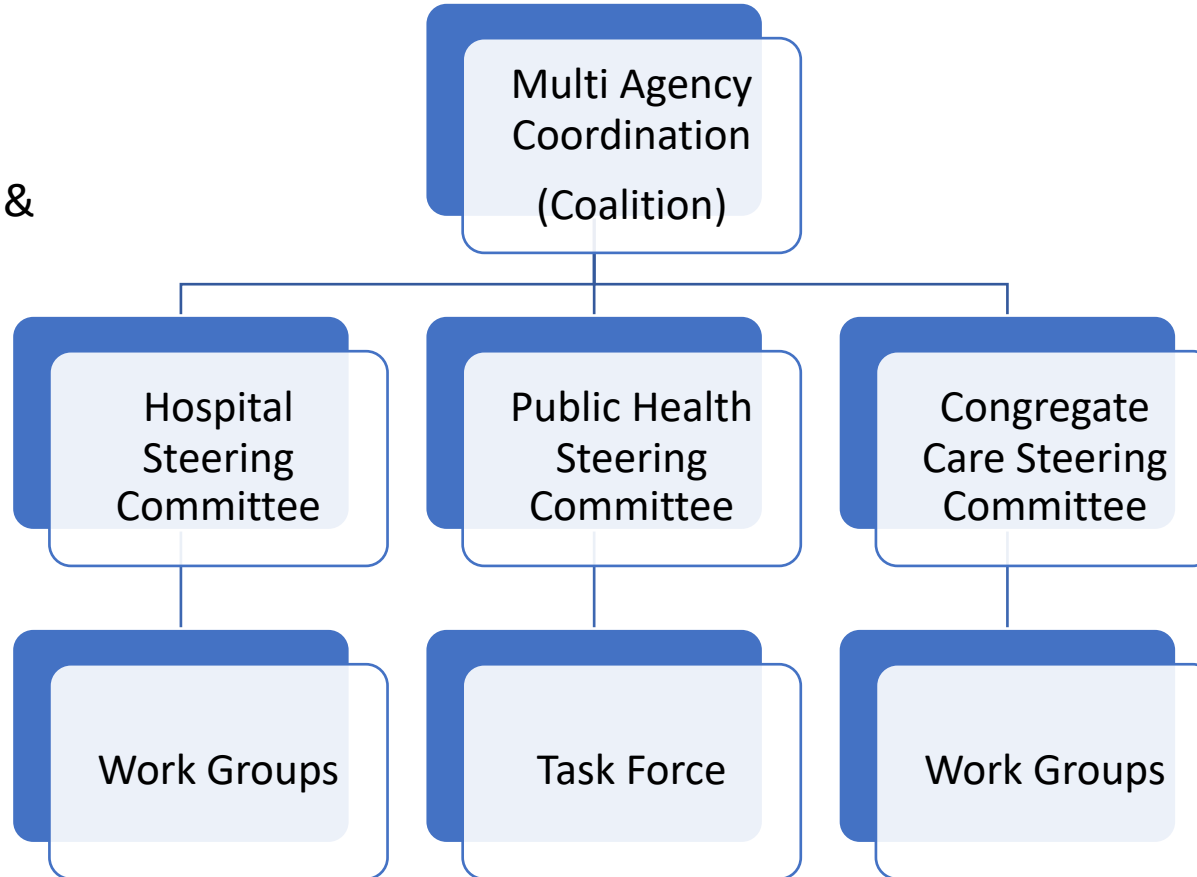 Multi Agency
Coordination
(Coalition)
&
Hospital
Steering
Committee
Public Health
Steering
Committee
Congregate
Care Steering
Committee
Work Groups
Task Force
Work Groups